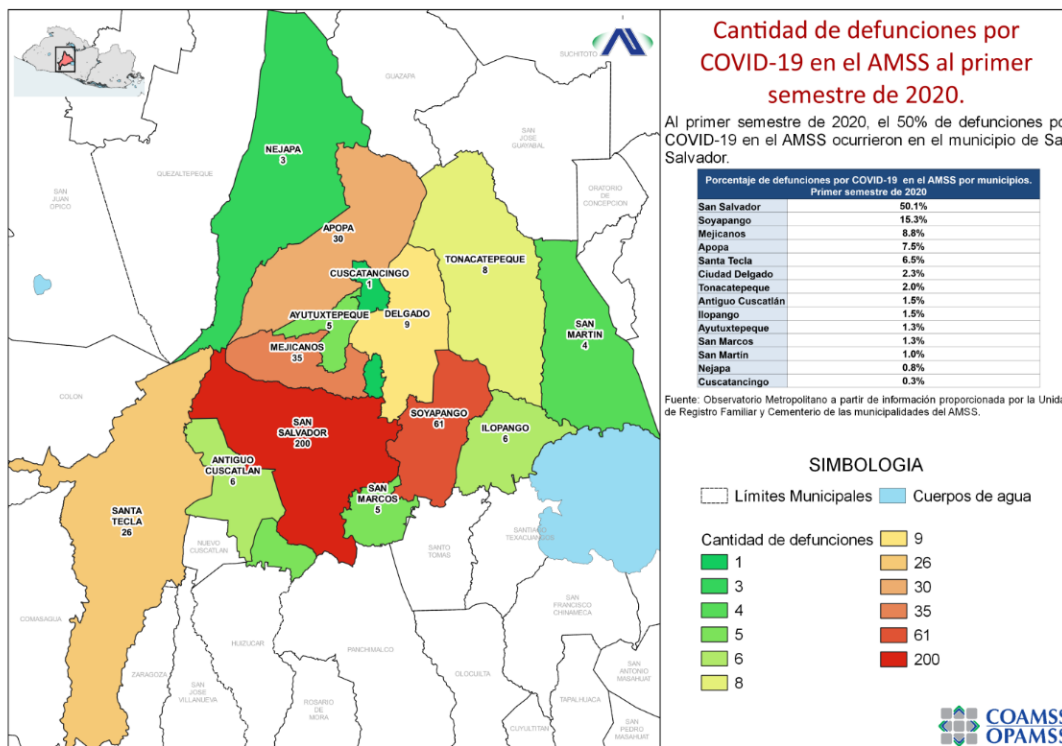 SUCHITOTO
GUAZAPA
SAN
JOSE
GUAYABAL
ORATORIO
DE
CONCEPCION
QUEZALTEPEQUE
SAN
JUAN
OPICO
NEJAPA
3
APOPA
30
TONACATEPEQUE
8
CUSCATANCINGO
1
AYUTUXTEPEQUE
5
DELGADO
9
SAN
MARTIN
4
MEJICANOS
35
COLON
SAN
SALVADOR
200
SOYAPANGO
61
ILOPANGO
6
ANTIGUO
CUSCATLAN
6
SAN
MARCOS
5
SANTA
TECLA
26
NUEVO
CUSCATLAN
SANTO
TOMAS
SANTIAGO
TEXACUANGOS
SAN
FRANCISCO
CHINAMECA
COMASAGUA
HUIZUCAR
PANCHIMALCO
ZARAGOZA
SAN
JOSE
VILLANUEVA
ROSARIO
DE
MORA
OLOCUILTA
CUYULTITAN
TAPALHUACA
SAN
ANTONIO
MASAHUAT
SAN
PEDRO
MASAHUAT
Cantidad de defunciones por
COVID-19 en el AMSS al primer
semestre de 2020.
Al primer semestre de 2020, el 50% de defunciones po
COVID-19 en el AMSS ocurrieron en el municipio de Sa
Salvador.
Porcentaje de defunciones por COVID-19 en el AMSS por municipios.
Primer semestre de 2020
San Salvador 50.1%
Soyapango 15.3%
Mejicanos 8.8%
Apopa 7.5%
Santa Tecla 6.5%
Ciudad Delgado 2.3%
Tonacatepeque 2.0%
Antiguo Cuscatlán 1.5%
Ilopango 1.5%
Ayutuxtepeque 1.3%
San Marcos 1.3%
San Martín 1.0%
Nejapa 0.8%
Cuscatancingo 0.3%
Fuente: Observatorio Metropolitano a partir de información proporcionada por la Unida
de Registro Familiar y Cementerio de las municipalidades del AMSS.
SIMBOLOGIA
Límites Municipales Cuerpos de agua
Cantidad de defunciones
1
3
4
5
6
8
9
26
30
35
61
200
COAMSS
OPAMSS